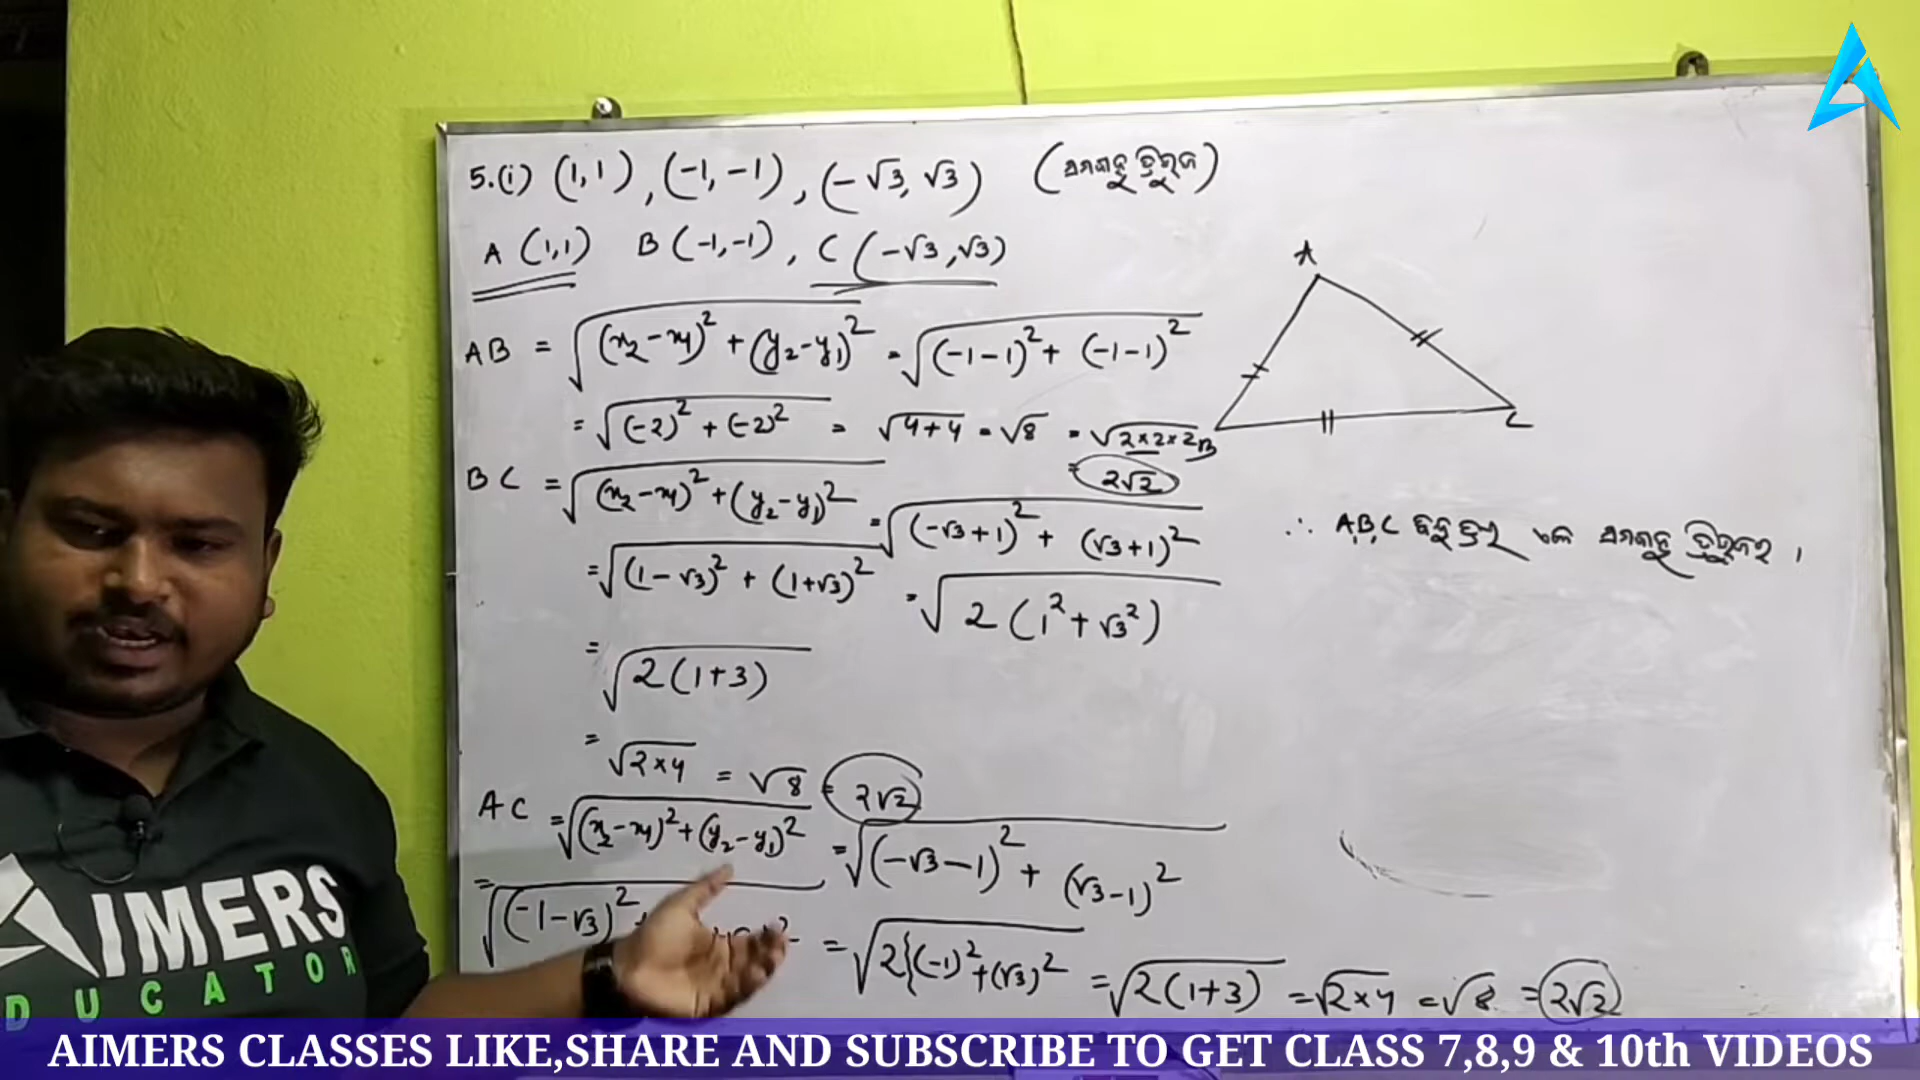 5.(i) (1,1), (-1,-1), (-√3, √3) (ସମବାହୁ ତ୍ରିଭୁଜ)
A (1,1) B (-1,-1), C (-√3,√3)
A
AB = √(x₂-x₁)²+(y₂-y₁)² = √(-1-1)²+(-1-1)²
= √(-2)²+(-2)² = √4+4 = √8 = √2×2×2
B
C
= 2√2
BC = √(x₂-x₁)²+(y₂-y₁)² = √(-√3+1)²+(√3+1)²
∴ A,B,C ବିନ୍ଦୁ ତ୍ରୟ ଏକ ସମବାହୁ ତ୍ରିଭୁଜର ।
= √(1-√3)²+(1+√3)² = √2(1²+√3²)
= √2(1+3)
= √2×4 = √8 = 2√2
AC = √(x₂-x₁)²+(y₂-y₁)² = √(-√3-1)²+(√3-1)²
= √(-1-√3)²+ = √2{(-1)²+(√3)² = √2(1+3) = √2×4 = √8 = 2√2
AIMERS
DUCATOR
AIMERS CLASSES LIKE,SHARE AND SUBSCRIBE TO GET CLASS 7,8,9 & 10th VIDEOS